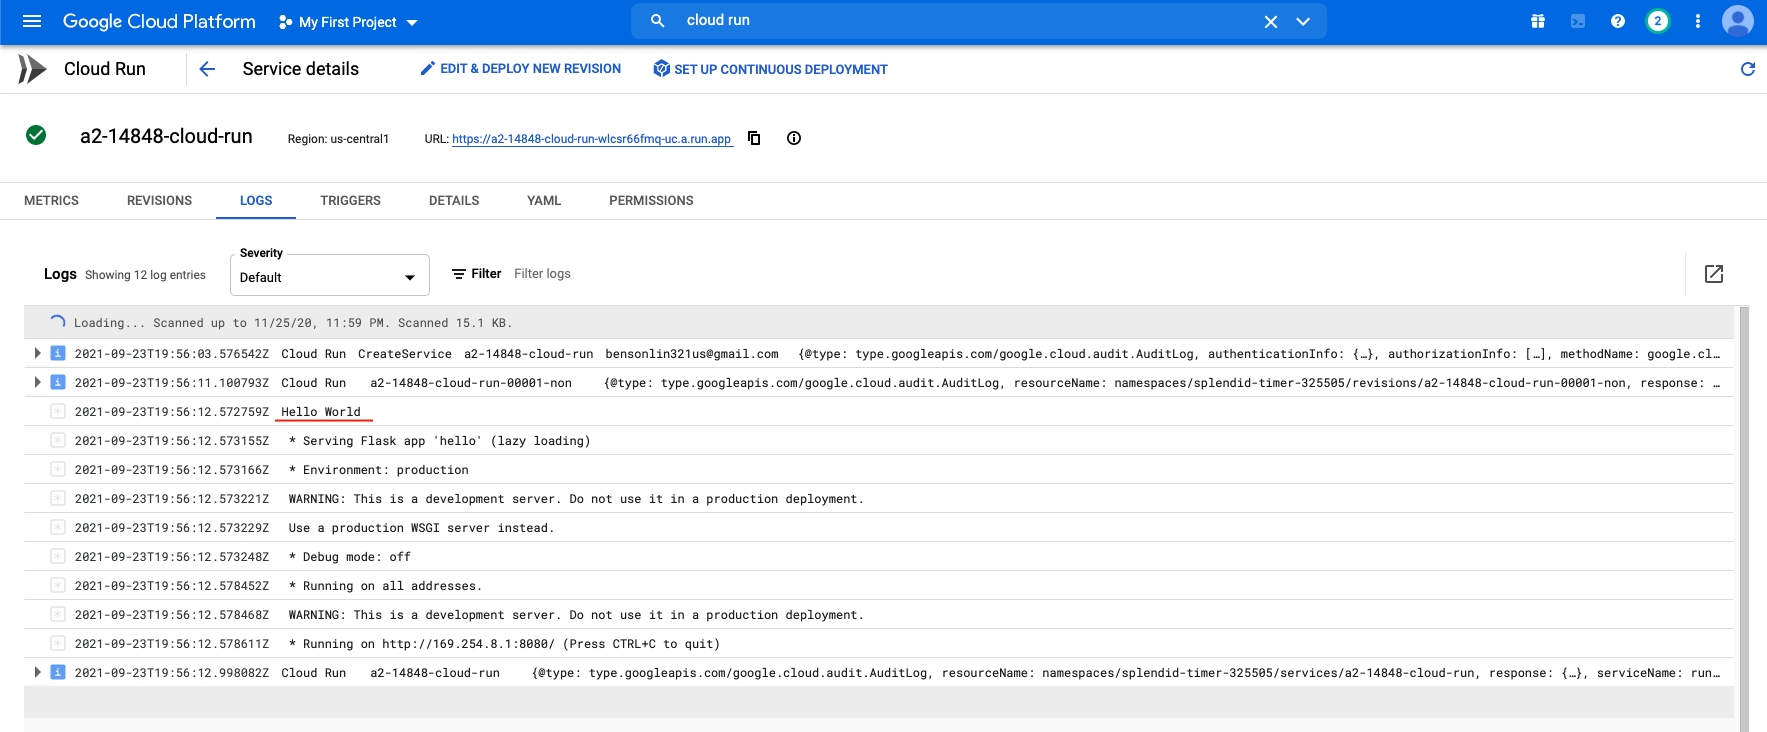 Google Cloud Platform My First Project cloud run 2
Cloud Run Service details EDIT & DEPLOY NEW REVISION SET UP CONTINUOUS DEPLOYMENT
a2-14848-cloud-run Region: us-central1 URL: https://a2-14848-cloud-run-wlcsr66fmq-uc.a.run.app
METRICS REVISIONS LOGS TRIGGERS DETAILS YAML PERMISSIONS
Severity
Logs Showing 12 log entries Default Filter Filter logs
Loading... Scanned up to 11/25/20, 11:59 PM. Scanned 15.1 KB.
2021-09-23T19:56:03.576542Z Cloud Run CreateService a2-14848-cloud-run bensonlin321us@gmail.com {@type: type.googleapis.com/google.cloud.audit.AuditLog, authenticationInfo: {…}, authorizationInfo: […], methodName: google.cl…
2021-09-23T19:56:11.100793Z Cloud Run a2-14848-cloud-run-00001-non {@type: type.googleapis.com/google.cloud.audit.AuditLog, resourceName: namespaces/splendid-timer-325505/revisions/a2-14848-cloud-run-00001-non, response: …
2021-09-23T19:56:12.572759Z Hello World
2021-09-23T19:56:12.573155Z * Serving Flask app 'hello' (lazy loading)
2021-09-23T19:56:12.573166Z * Environment: production
2021-09-23T19:56:12.573221Z WARNING: This is a development server. Do not use it in a production deployment.
2021-09-23T19:56:12.573229Z Use a production WSGI server instead.
2021-09-23T19:56:12.573248Z * Debug mode: off
2021-09-23T19:56:12.578452Z * Running on all addresses.
2021-09-23T19:56:12.578468Z WARNING: This is a development server. Do not use it in a production deployment.
2021-09-23T19:56:12.578611Z * Running on http://169.254.8.1:8080/ (Press CTRL+C to quit)
2021-09-23T19:56:12.998082Z Cloud Run a2-14848-cloud-run {@type: type.googleapis.com/google.cloud.audit.AuditLog, resourceName: namespaces/splendid-timer-325505/services/a2-14848-cloud-run, response: {…}, serviceName: run…